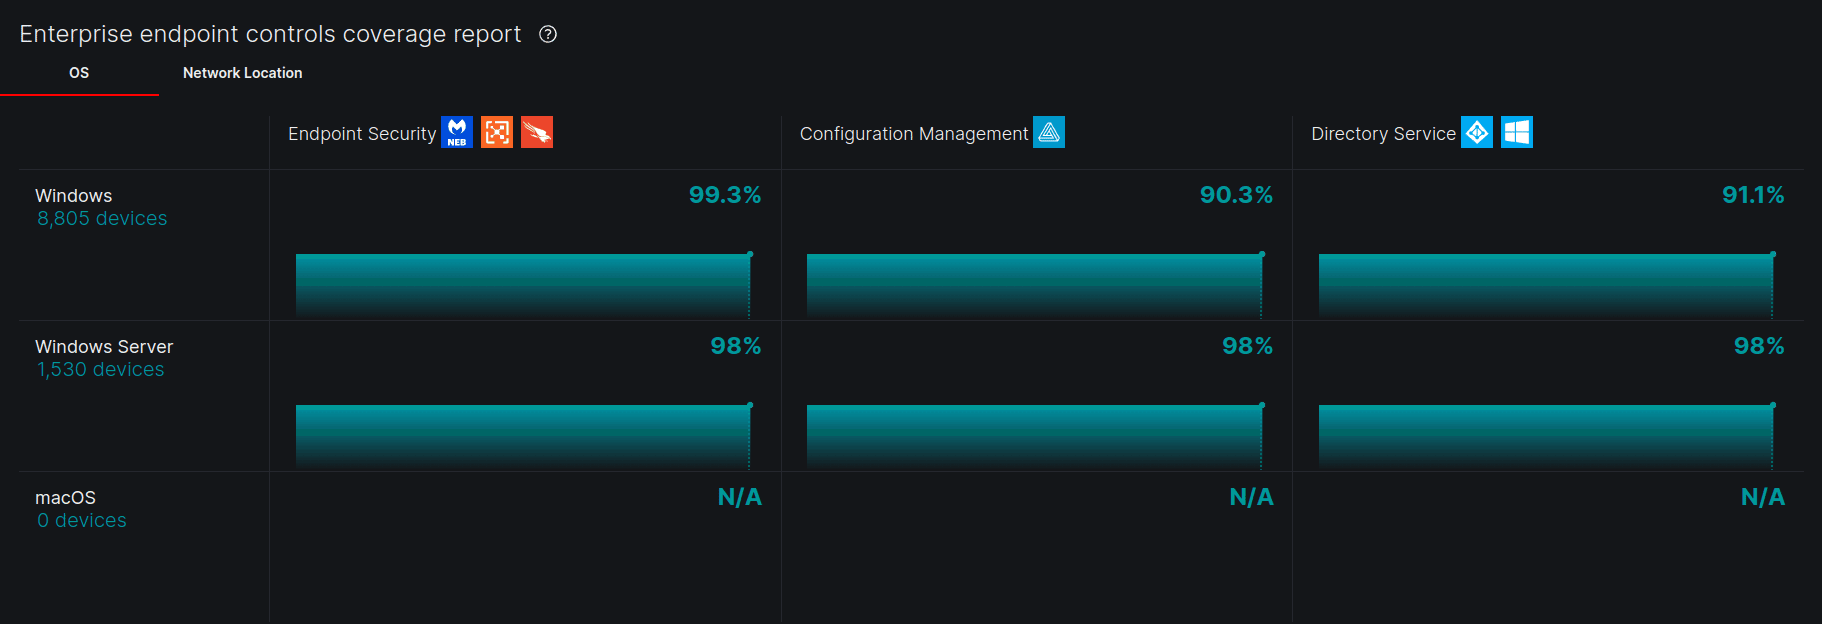 Enterprise endpoint controls coverage report ?
OS Network Location
Endpoint Security NEB Configuration Management Directory Service
Windows 99.3% 90.3% 91.1%
8,805 devices
Windows Server 98% 98% 98%
1,530 devices
macOS N/A N/A N/A
0 devices